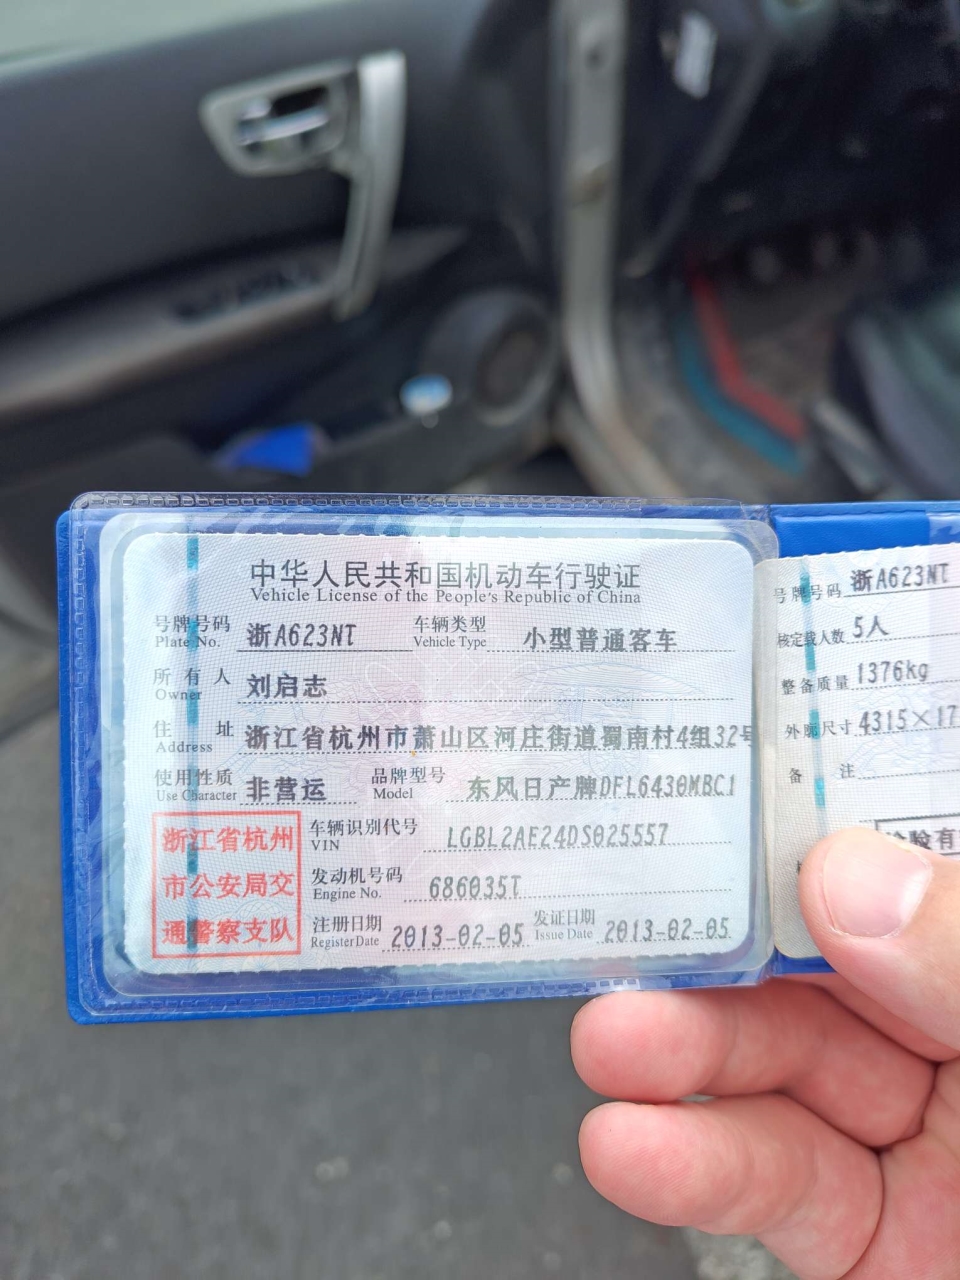 中华人民共和国机动车行驶证
Vehicle License of the People's Republic of China
号牌号码 浙A623NT 车辆类型 小型普通客车
Plate No. Vehicle Type
所有人 刘启志
Owner
住址 浙江省杭州市萧山区河庄街道蜀南村4组32号
Address
使用性质 非营运 品牌型号 东风日产牌DFL6430MBC1
Use Character Model
浙江省杭州
市公安局交
通警察支队
车辆识别代号 LGBL2AE24DS025557
VIN
发动机号码 686035T
Engine No.
注册日期 2013-02-05 发证日期 2013-02-05
Register Date Issue Date
号牌号码 浙A623NT
核定载人数 5人
整备质量 1376kg
外廓尺寸 4315×17
备注
检验有